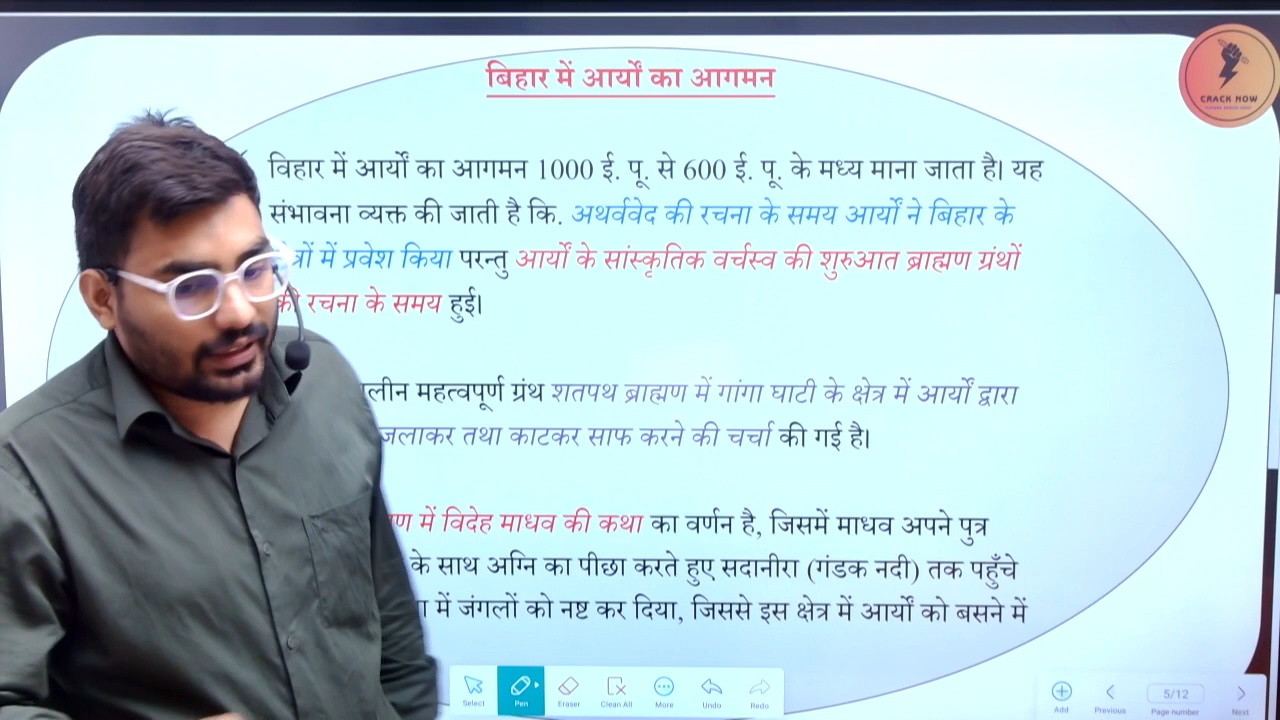 बिहार में आर्यों का आगमन
CRACK NOW
विहार में आर्यों का आगमन 1000 ई. पू. से 600 ई. पू. के मध्य माना जाता है। यह
संभावना व्यक्त की जाती है कि. अथर्ववेद की रचना के समय आर्यों ने बिहार के
में प्रवेश किया परन्तु आर्यों के सांस्कृतिक वर्चस्व की शुरुआत ब्राह्मण ग्रंथों
की रचना के समय हुई।
महत्वपूर्ण ग्रंथ शतपथ ब्राह्मण में गांगा घाटी के क्षेत्र में आर्यों द्वारा
जलाकर तथा काटकर साफ करने की चर्चा की गई है।
में विदेह माधव की कथा का वर्णन है, जिसमें माधव अपने पुत्र
के साथ अग्नि का पीछा करते हुए सदानीरा (गंडक नदी) तक पहुँचे
में जंगलों को नष्ट कर दिया, जिससे इस क्षेत्र में आर्यों को बसने में
Select Pen Eraser Clean All More Undo Redo
Add Previous 5/12 Page number Next